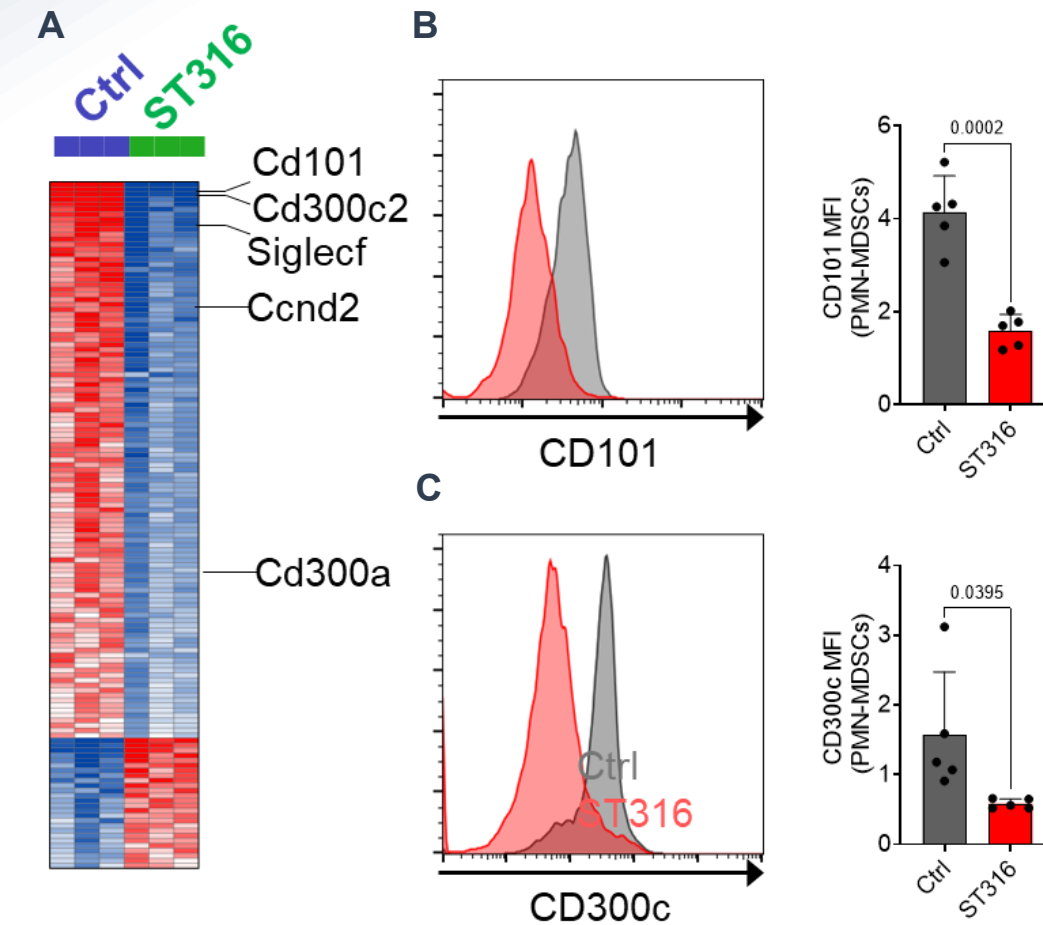 A
Ctrl
ST316
Cd101
Cd300c2
Siglecf
Ccnd2
Cd300a
B
CD101
CD101 MFI
(PMN-MDSCs)
6
4
2
0
0.0002
Ctrl
ST316
C
Ctrl
ST316
CD300c
CD300c MFI
(PMN-MDSCs)
4
3
2
1
0
0.0395
Ctrl
ST316